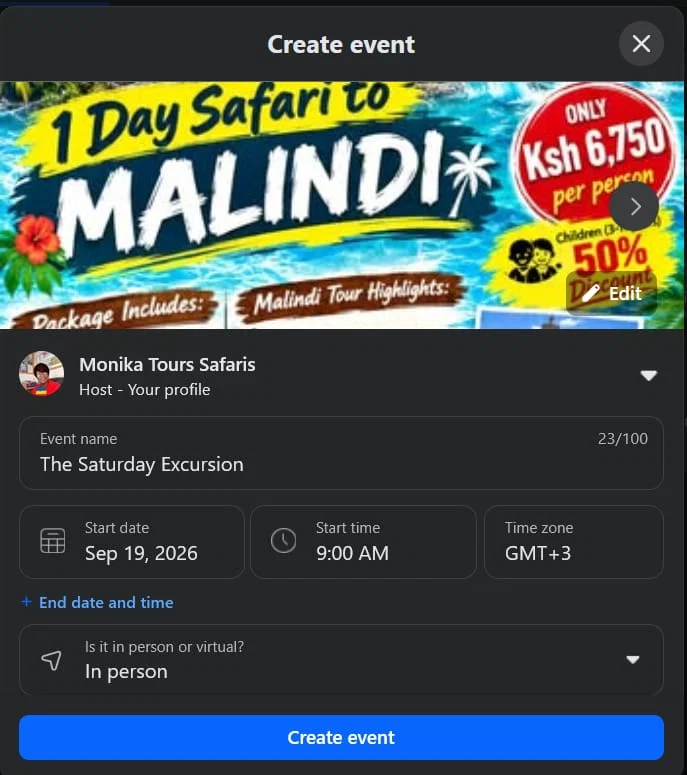 Create event
1 Day Safari to
MALINDI
ONLY
Ksh 6,750
per person
Children (3-
50%
Discount
Package Includes:
Malindi Tour Highlights:
Edit
Monika Tours Safaris
Host - Your profile
Event name
23/100
The Saturday Excursion
Start date
Sep 19, 2026
Start time
9:00 AM
Time zone
GMT+3
+ End date and time
Is it in person or virtual?
In person
Create event